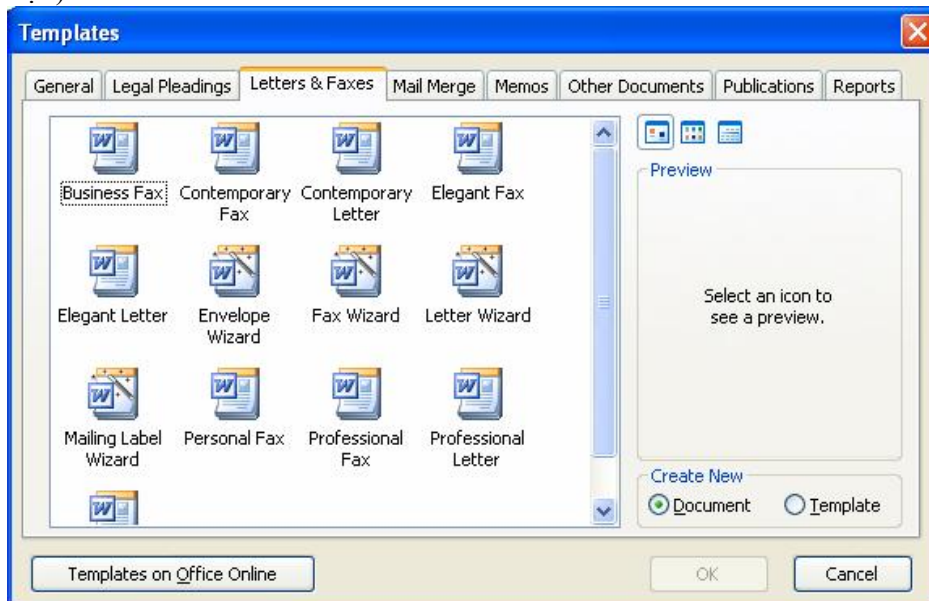 Templates
General Legal Pleadings Letters & Faxes Mail Merge Memos Other Documents Publications Reports
Business Fax Contemporary Fax Contemporary Letter Elegant Fax
Elegant Letter Envelope Wizard Fax Wizard Letter Wizard
Mailing Label Wizard Personal Fax Professional Fax Professional Letter
Preview
Select an icon to
see a preview.
Create New
Document Template
Templates on Office Online OK Cancel